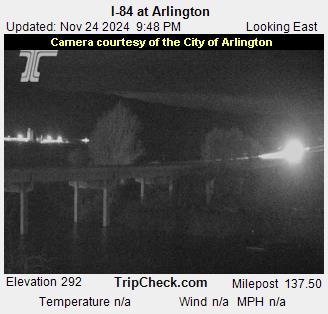 I-84 at Arlington
Updated: Nov 24 2024 9:48 PM Looking East
Camera courtesy of the City of Arlington
Elevation 292 TripCheck.com Milepost 137.50
Temperature n/a Wind n/a MPH n/a